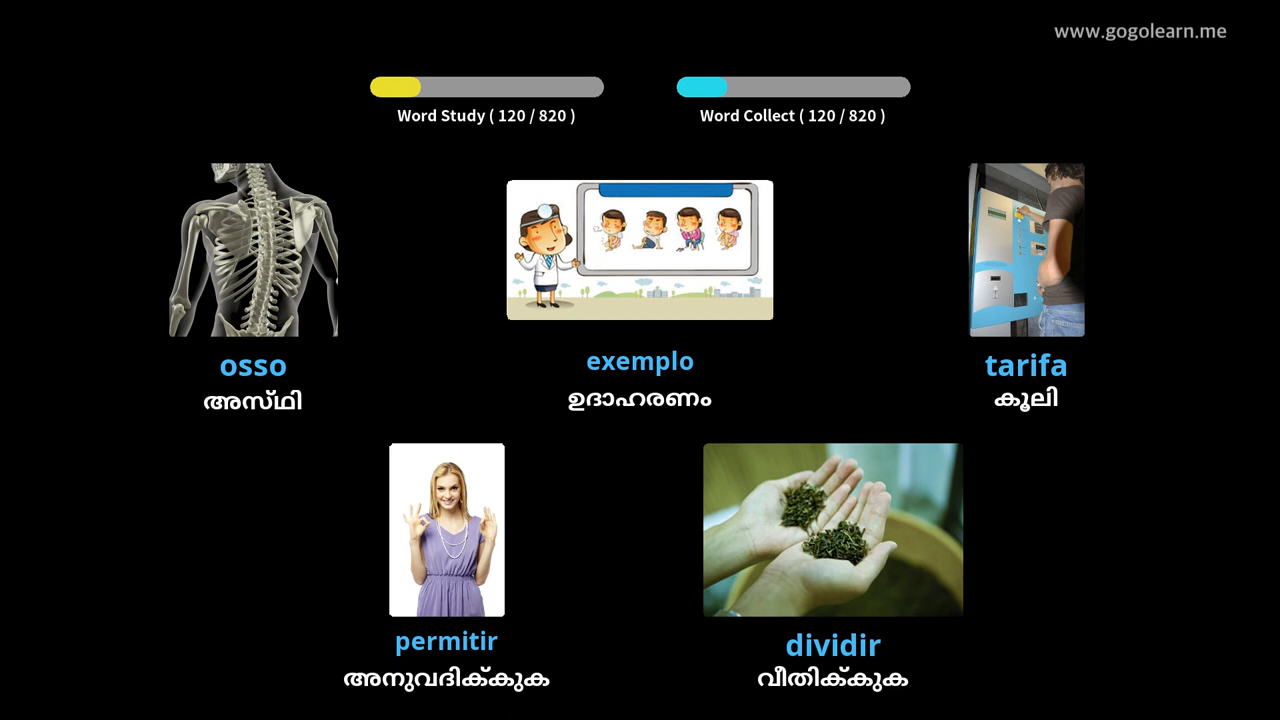 www.gogolearn.me
Word Study ( 120 / 820 )
Word Collect ( 120 / 820 )
osso
അസ്ഥി
exemplo
ഉദാഹരണം
tarifa
കൂലി
permitir
അനുവദിക്കുക
dividir
വീതിക്കുക